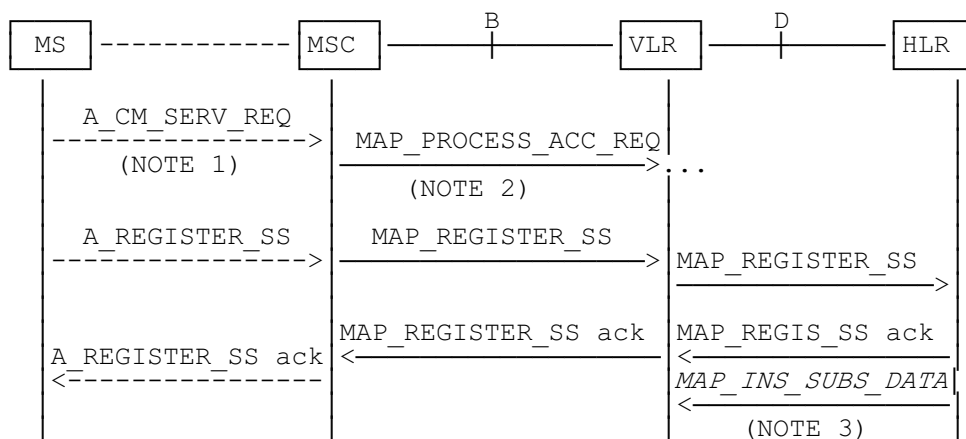 B D
MS MSC VLR HLR
A_CM_SERV_REQ
MAP_PROCESS_ACC_REQ
(NOTE 1) ...
(NOTE 2)
A_REGISTER_SS MAP_REGISTER_SS
MAP_REGISTER_SS
MAP_REGISTER_SS ack MAP_REGIS_SS ack
A_REGISTER_SS ack
MAP_INS_SUBS_DATA
(NOTE 3)